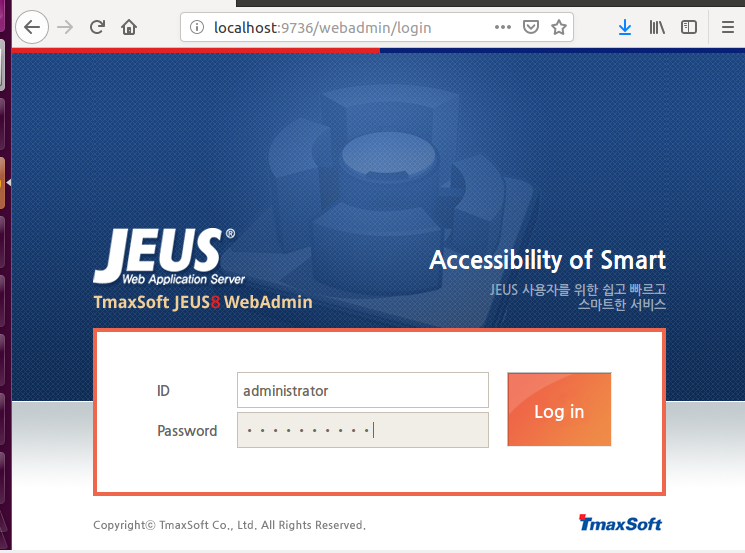 localhost:9736/webadmin/login
JEUS®
Web Application Server
TmaxSoft JEUS8 WebAdmin
Accessibility of Smart
JEUS 사용자를 위한 쉽고 빠르고
스마트한 서비스
ID
administrator
Log in
Password
••••••••••
Copyrightⓒ TmaxSoft Co., Ltd. All Rights Reserved.
TmaxSoft